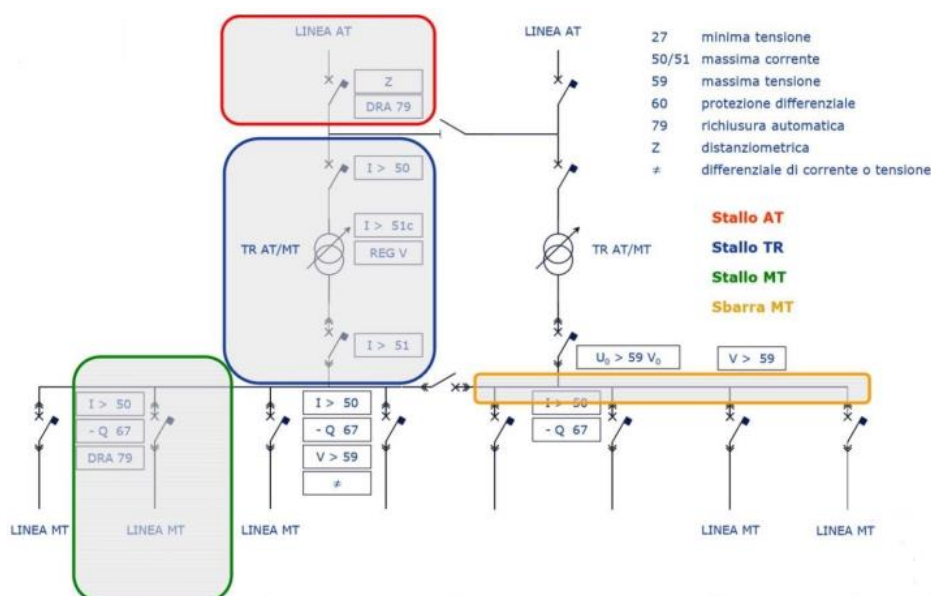 LINEA AT
LINEA AT
Z
DRA 79
27 minima tensione
50/51 massima corrente
59 massima tensione
60 protezione differenziale
79 richiusura automatica
Z distanziometrica
≠ differenziale di corrente o tensione
I > 50
I > 51c
REG V
TR AT/MT
TR AT/MT
I > 51
Stallo AT
Stallo TR
Stallo MT
Sbarra MT
U₀ > 59 V₀
V > 59
I > 50
- Q 67
DRA 79
I > 50
- Q 67
V > 59
≠
I > 50
- Q 67
LINEA MT
LINEA MT
LINEA MT
LINEA MT
LINEA MT